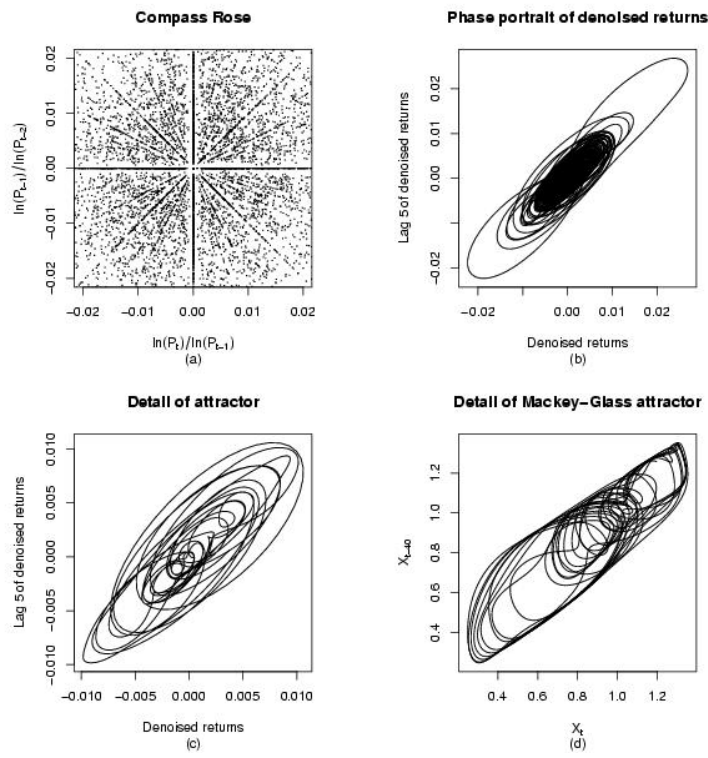 Compass Rose
ln(Pt−1)/ln(Pt−2)
0.02
0.01
0.00
−0.01
−0.02
−0.02 −0.01 0.00 0.01 0.02
ln(Pt)/ln(Pt−1)
(a)
Phase portrait of denoised returns
Lag 5 of denoised returns
0.02
0.00
−0.02
−0.02 0.00 0.02
Denoised returns
(b)
Detail of attractor
Lag 5 of denoised returns
0.010
0.005
0.000
−0.005
−0.010
−0.010 −0.005 0.000 0.005 0.010
Denoised returns
(c)
Detail of Mackey−Glass attractor
Xt−40
1.2
1.0
0.8
0.6
0.4
0.4 0.6 0.8 1.0 1.2
Xt
(d)